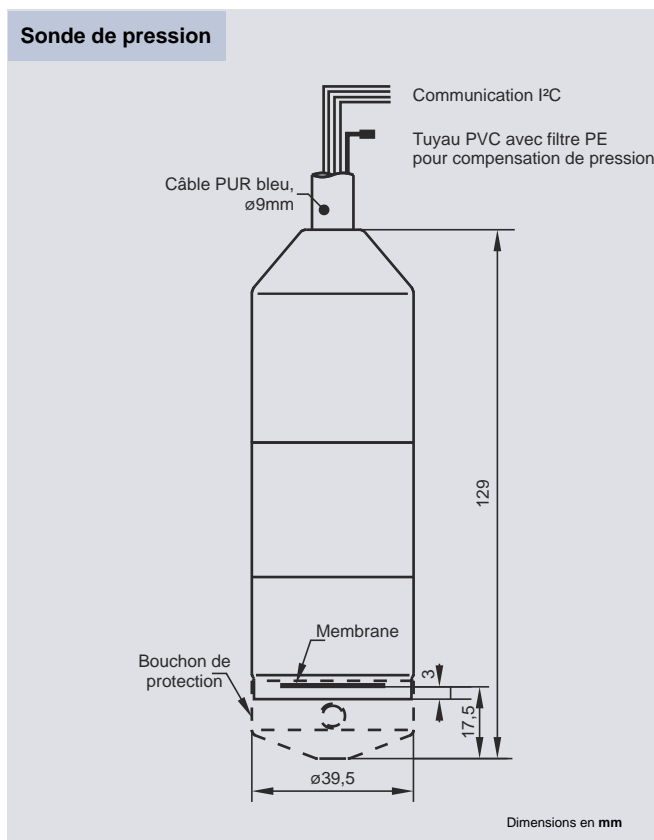 Sonde de pression
Communication I²C
Tuyau PVC avec filtre PE
pour compensation de pression
Câble PUR bleu,
ø9mm
129
Membrane
Bouchon de
protection
3
17,5
ø39,5
Dimensions en mm